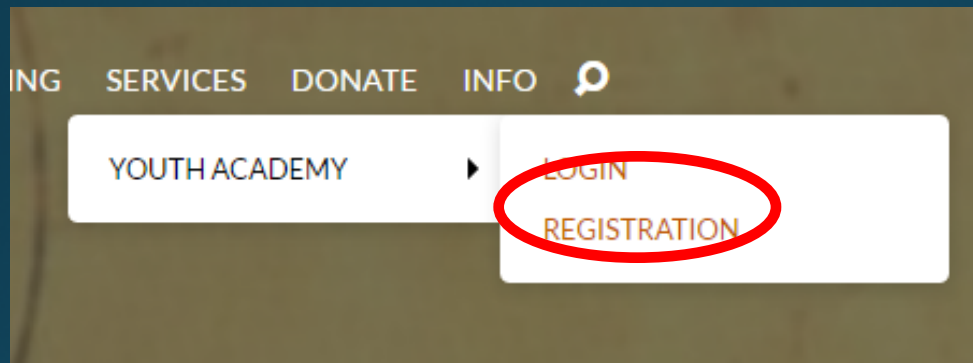 ING SERVICES DONATE INFO
YOUTH ACADEMY LOGIN
REGISTRATION